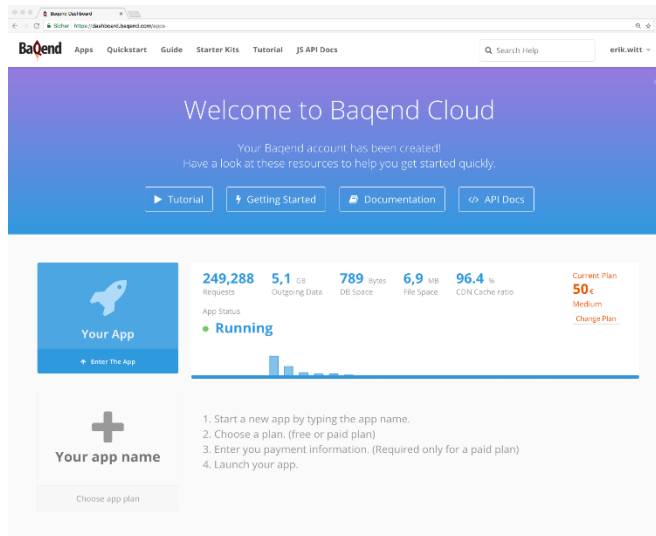 Baqend Dashboard
Sicher https://dashboard.baqend.com/apps
BaQend Apps Quickstart Guide Starter Kits Tutorial JS API Docs Search Help erik.witt
Welcome to Baqend Cloud
Your Baqend account has been created!
Have a look at these resources to help you get started quickly.
Tutorial Getting Started Documentation API Docs
249,288 5,1 GB 789 Bytes 6,9 MB 96.4 %
Requests Outgoing Data DB Space File Space CDN Cache ratio
Current Plan
50€
Medium
Change Plan
App Status
Running
Your App
Enter The App
Your app name
Choose app plan
1. Start a new app by typing the app name.
2. Choose a plan. (free or paid plan)
3. Enter you payment information. (Required only for a paid plan)
4. Launch your app.